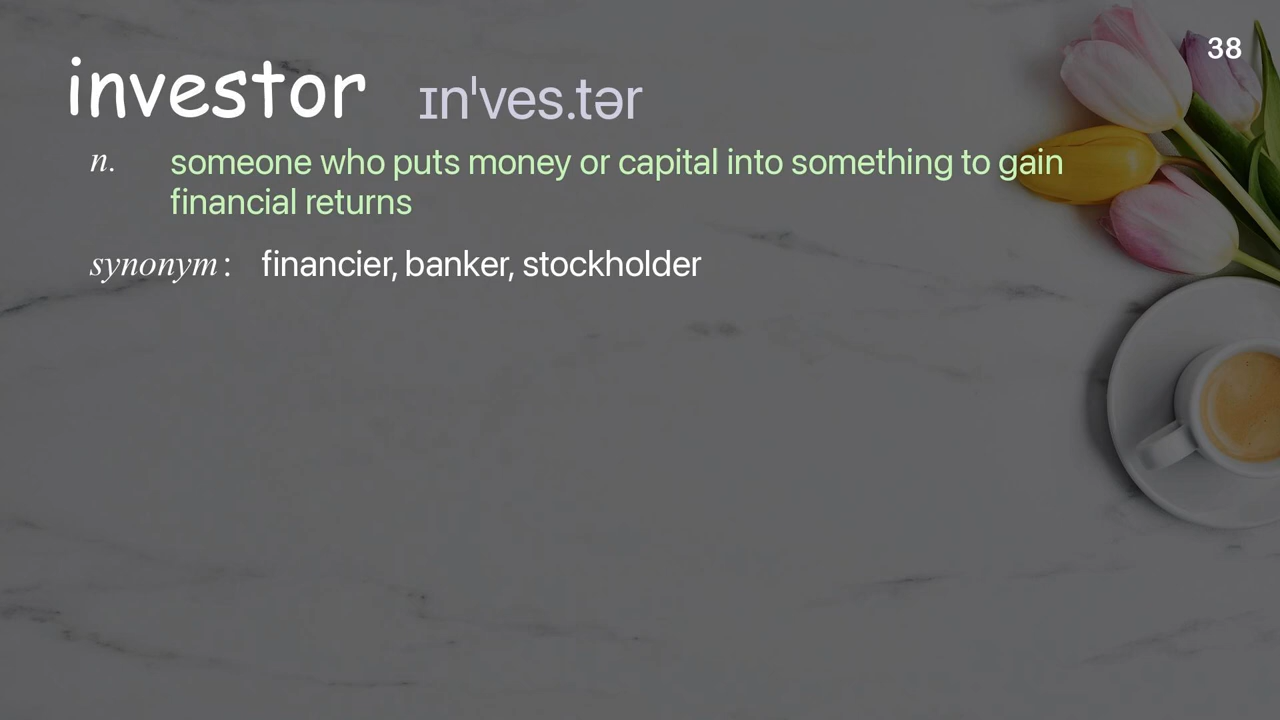 38
investor ɪnˈves.tər
n. someone who puts money or capital into something to gain
financial returns
synonym : financier, banker, stockholder